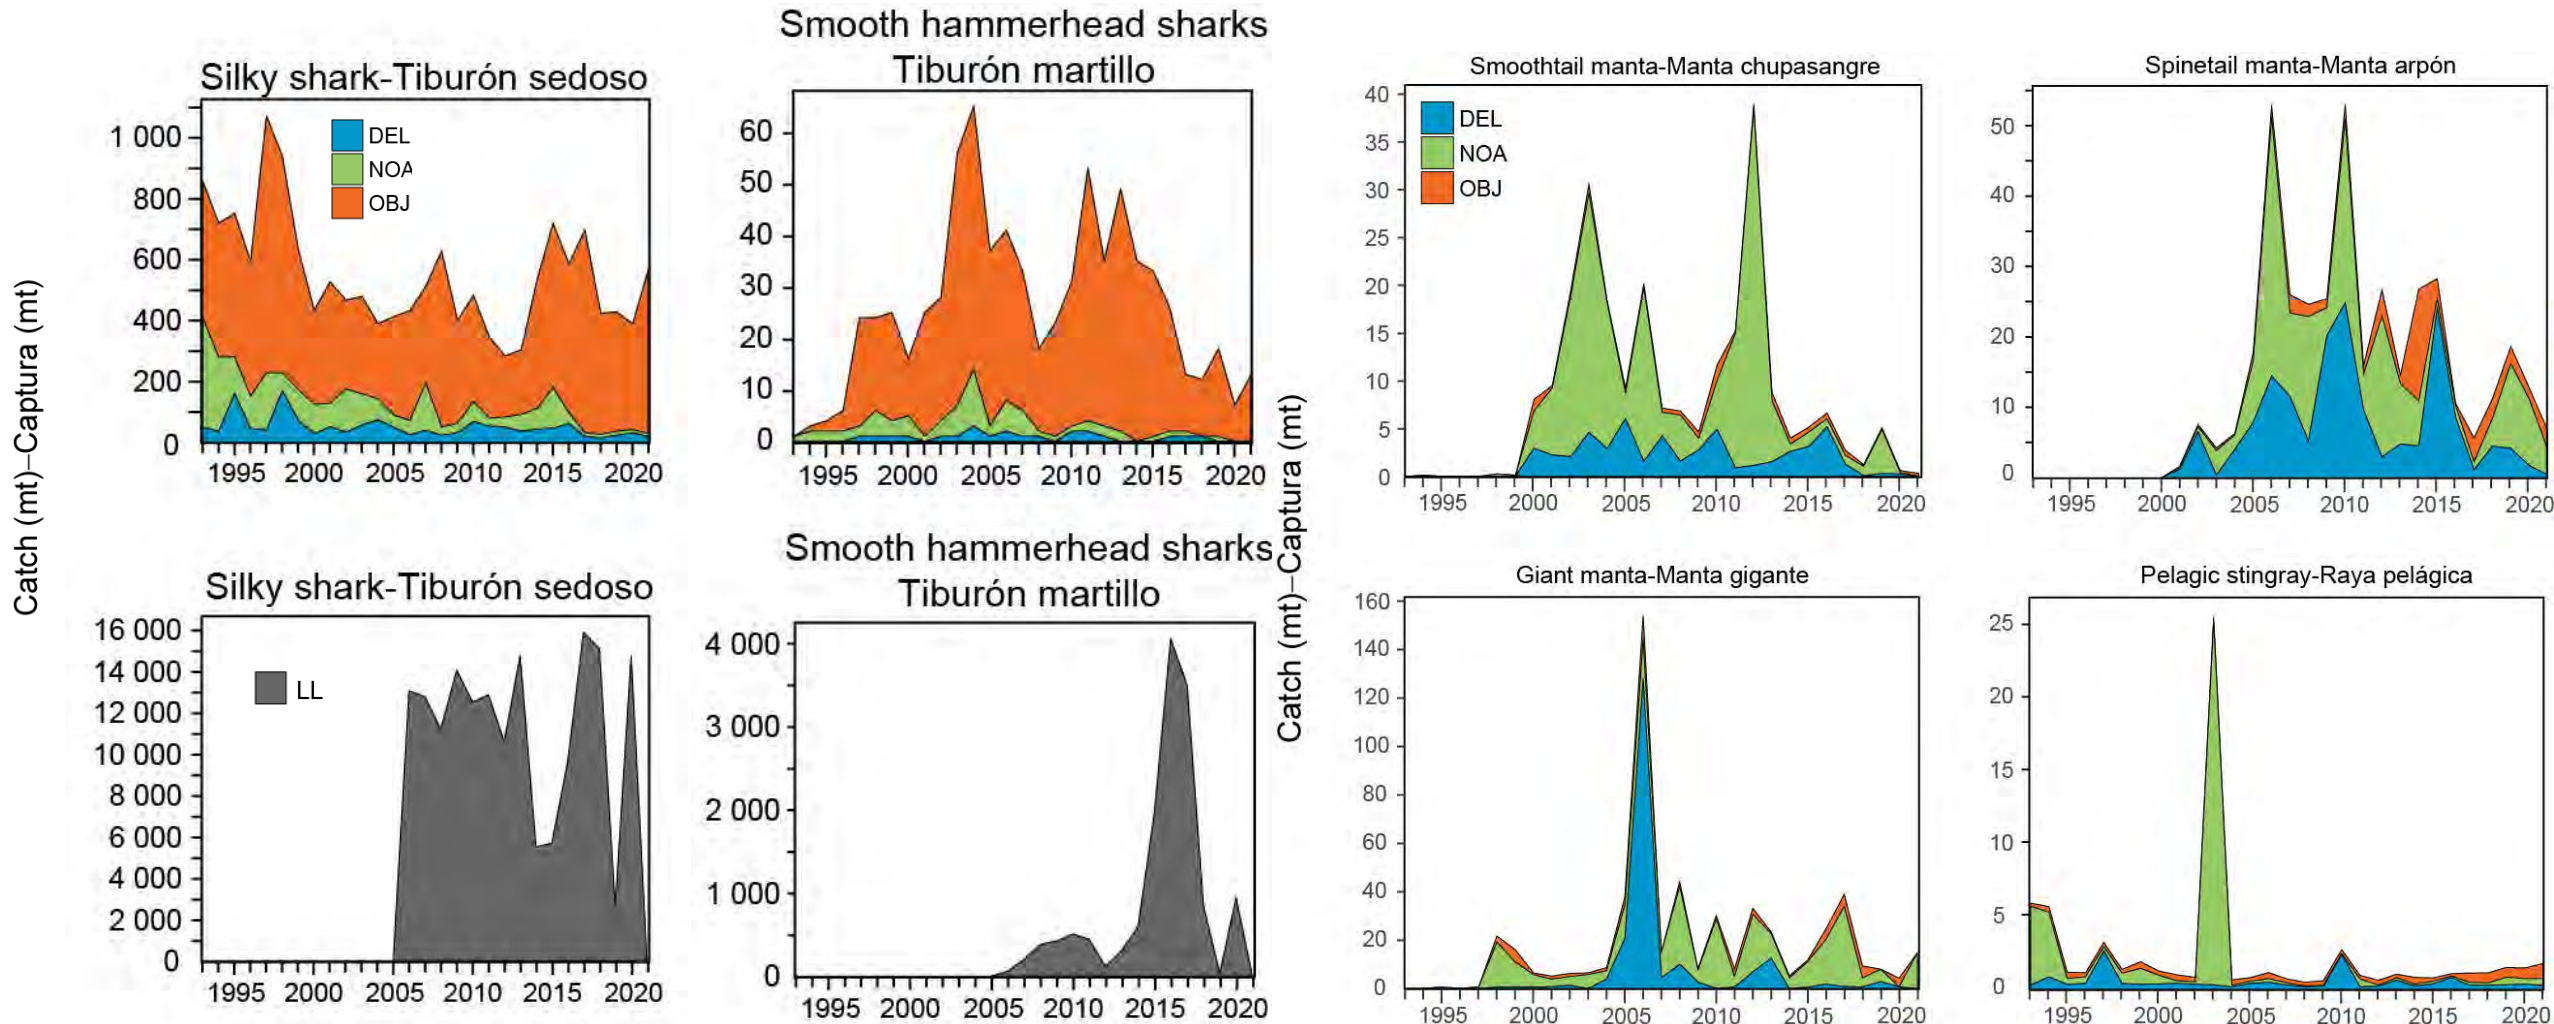 Catch (mt)–Captura (mt)
Silky shark-Tiburón sedoso
1 000
800
600
400
200
0
DEL
NOA
OBJ
1995 2000 2005 2010 2015 2020
Smooth hammerhead sharks
Tiburón martillo
60
50
40
30
20
10
0
1995 2000 2005 2010 2015 2020
Silky shark-Tiburón sedoso
16 000
14 000
12 000
10 000
8 000
6 000
4 000
2 000
0
LL
1995 2000 2005 2010 2015 2020
Smooth hammerhead sharks
Tiburón martillo
4 000
3 000
2 000
1 000
0
1995 2000 2005 2010 2015 2020
Catch (mt)–Captura (mt)
Smoothtail manta-Manta chupasangre
40
35
30
25
20
15
10
5
0
DEL
NOA
OBJ
1995 2000 2005 2010 2015 2020
Spinetail manta-Manta arpón
50
40
30
20
10
0
1995 2000 2005 2010 2015 2020
Giant manta-Manta gigante
160
140
120
100
80
60
40
20
0
1995 2000 2005 2010 2015 2020
Pelagic stingray-Raya pelágica
25
20
15
10
5
0
1995 2000 2005 2010 2015 2020